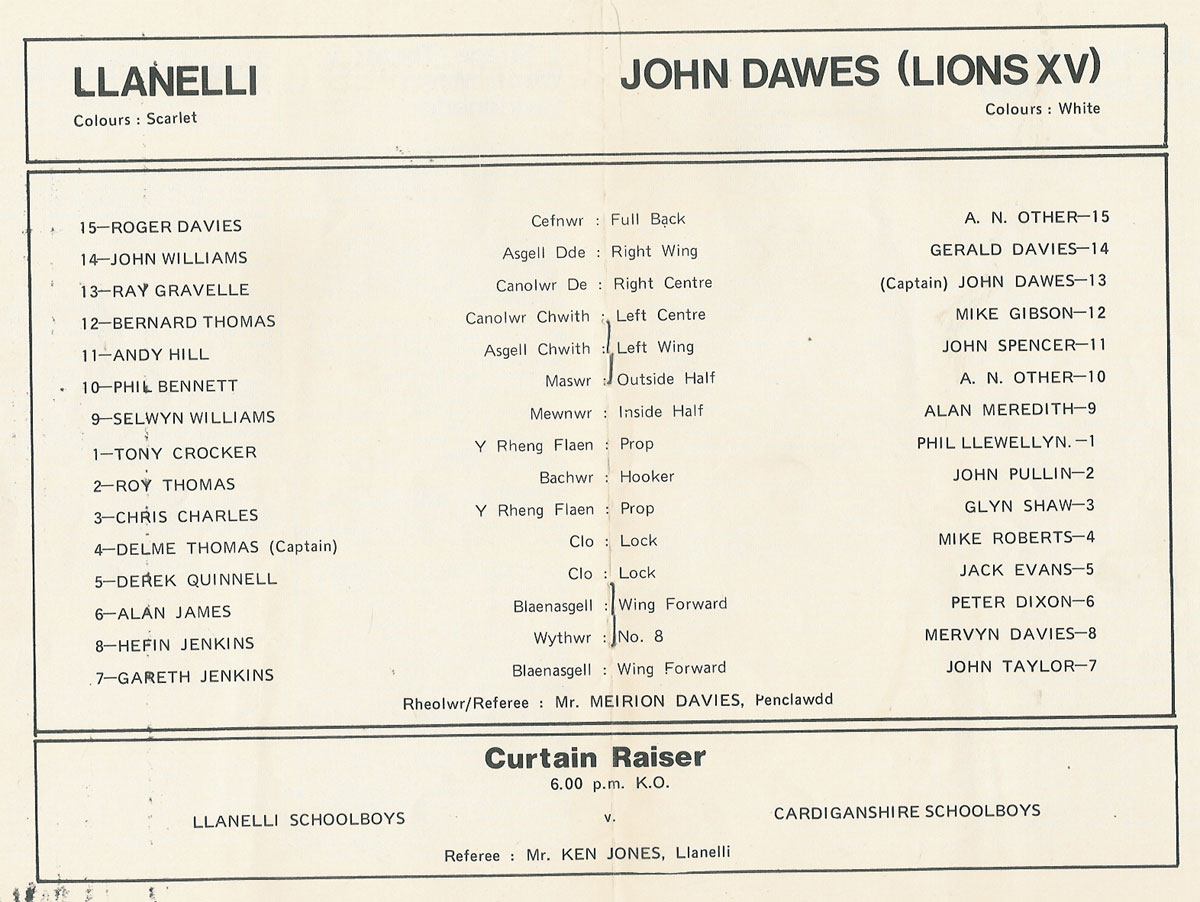 LLANELLI JOHN DAWES (LIONS XV)
Colours : Scarlet Colours : White
15—ROGER DAVIES Cefnwr : Full Back A. N. OTHER—15
14—JOHN WILLIAMS Asgell Dde : Right Wing GERALD DAVIES—14
13—RAY GRAVELLE Canolwr De : Right Centre (Captain) JOHN DAWES—13
12—BERNARD THOMAS Canolwr Chwith : Left Centre MIKE GIBSON—12
11—ANDY HILL Asgell Chwith : Left Wing JOHN SPENCER—11
10—PHIL BENNETT Maswr : Outside Half A. N. OTHER—10
9—SELWYN WILLIAMS Mewnwr : Inside Half ALAN MEREDITH—9
1—TONY CROCKER Y Rheng Flaen : Prop PHIL LLEWELLYN.—1
2—ROY THOMAS Bachwr : Hooker JOHN PULLIN—2
3—CHRIS CHARLES Y Rheng Flaen : Prop GLYN SHAW—3
4—DELME THOMAS (Captain) Clo : Lock MIKE ROBERTS—4
5—DEREK QUINNELL Clo : Lock JACK EVANS—5
6—ALAN JAMES Blaenasgell : Wing Forward PETER DIXON—6
8—HEFIN JENKINS Wythwr : No. 8 MERVYN DAVIES—8
7—GARETH JENKINS Blaenasgell : Wing Forward JOHN TAYLOR—7
Rheolwr/Referee : Mr. MEIRION DAVIES, Penclawdd
Curtain Raiser
6.00 p.m. K.O.
LLANELLI SCHOOLBOYS v. CARDIGANSHIRE SCHOOLBOYS
Referee : Mr. KEN JONES, Llanelli